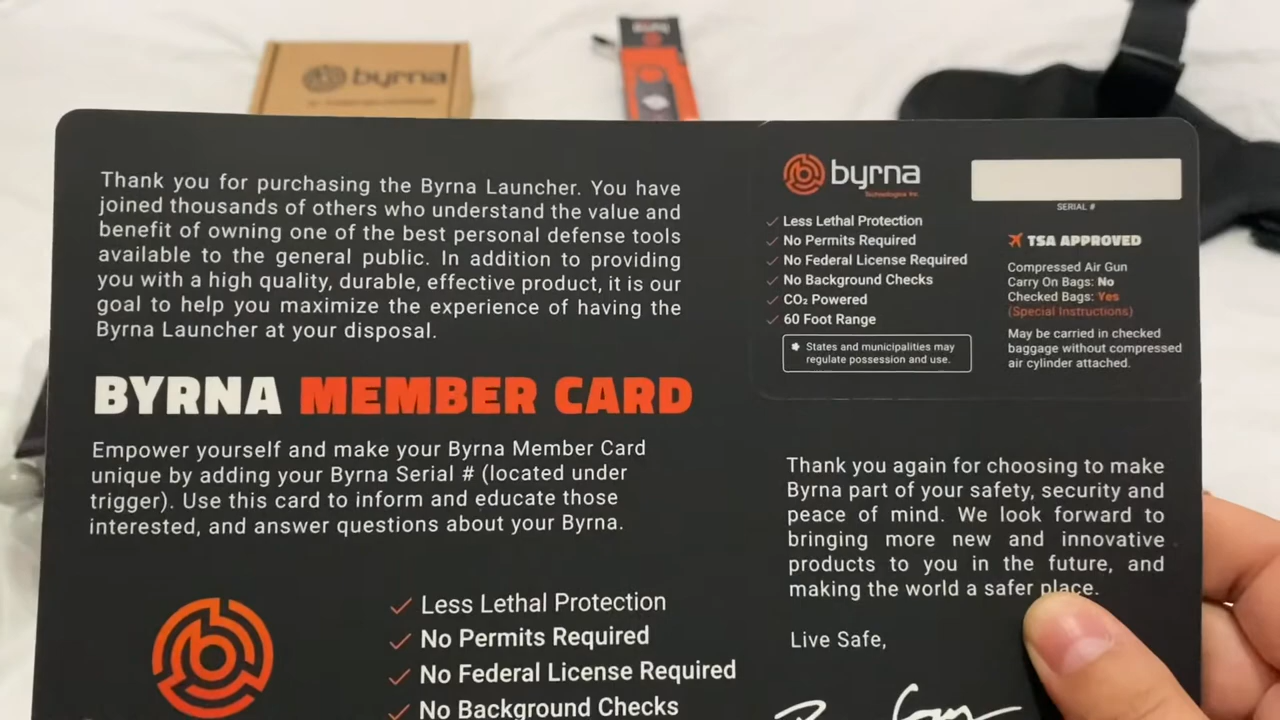 byrna
Thank you for purchasing the Byrna Launcher. You have
joined thousands of others who understand the value and
benefit of owning one of the best personal defense tools
available to the general public. In addition to providing
you with a high quality, durable, effective product, it is our
goal to help you maximize the experience of having the
Byrna Launcher at your disposal.
BYRNA MEMBER CARD
Empower yourself and make your Byrna Member Card
unique by adding your Byrna Serial # (located under
trigger). Use this card to inform and educate those
interested, and answer questions about your Byrna.
Less Lethal Protection
No Permits Required
No Federal License Required
No Background Checks
byrna
Technologies Inc.
Less Lethal Protection
No Permits Required
No Federal License Required
No Background Checks
CO₂ Powered
60 Foot Range
States and municipalities may
regulate possession and use.
SERIAL #
TSA APPROVED
Compressed Air Gun
Carry On Bags: No
Checked Bags: Yes
(Special Instructions)
May be carried in checked
baggage without compressed
air cylinder attached.
Thank you again for choosing to make
Byrna part of your safety, security and
peace of mind. We look forward to
bringing more new and innovative
products to you in the future, and
making the world a safer place.
Live Safe,